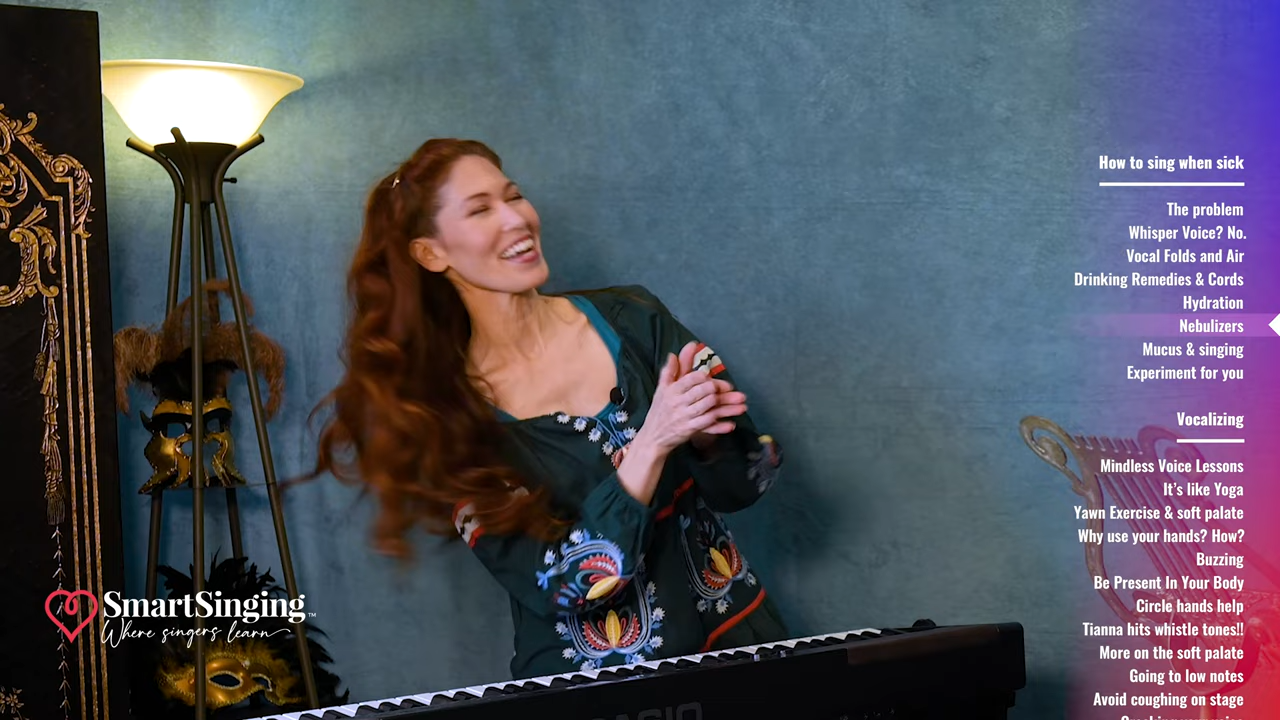 How to sing when sick
The problem
Whisper Voice? No.
Vocal Folds and Air
Drinking Remedies & Cords
Hydration
Nebulizers
Mucus & singing
Experiment for you
Vocalizing
Mindless Voice Lessons
It's like Yoga
Yawn Exercise & soft palate
Why use your hands? How?
Buzzing
Be Present In Your Body
Circle hands help
Tianna hits whistle tones!!
More on the soft palate
Going to low notes
Avoid coughing on stage
SmartSinging™
Where singers learn
CASIO